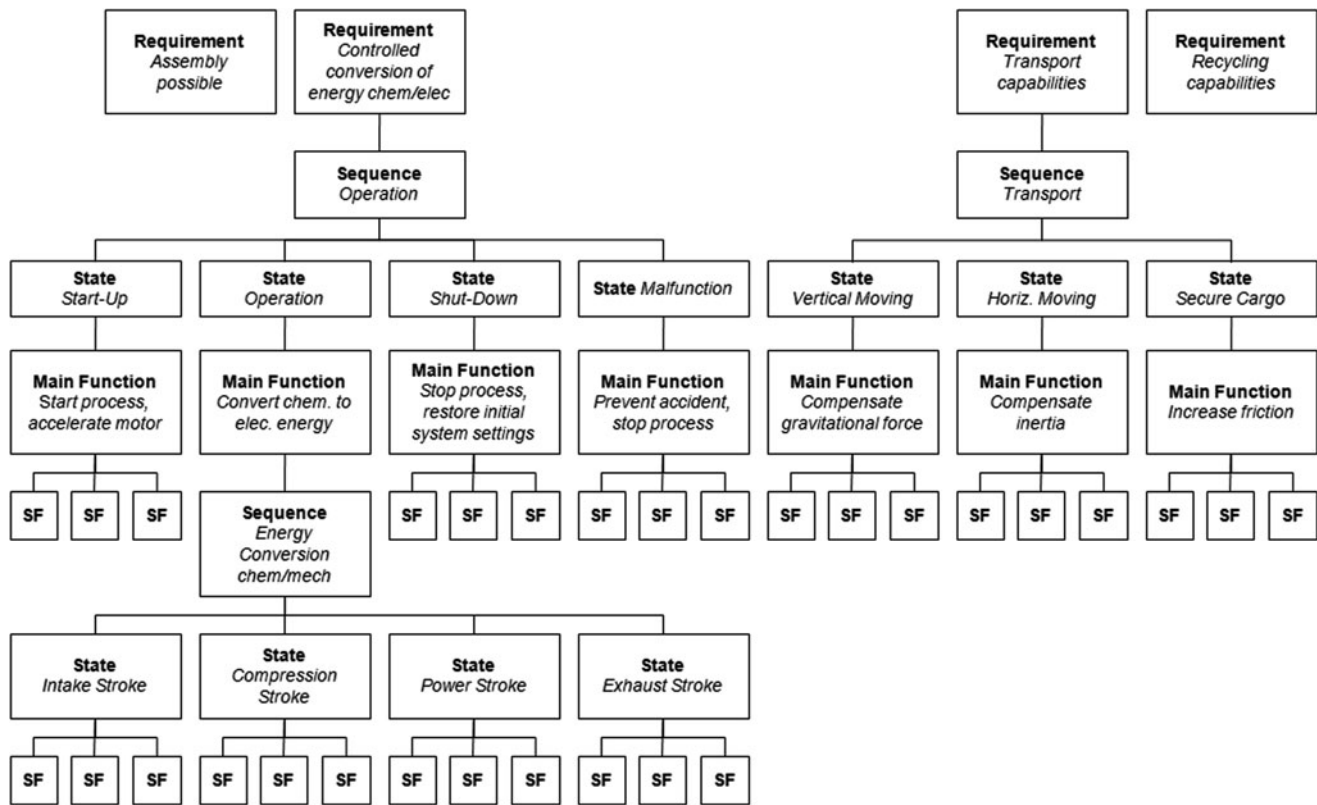 Requirement
Assembly
possible
Requirement
Controlled
conversion of
energy chem/elec
Requirement
Transport
capabilities
Requirement
Recycling
capabilities
Sequence
Operation
Sequence
Transport
State
Start-Up
State
Operation
State
Shut-Down
State Malfunction
State
Vertical Moving
State
Horiz. Moving
State
Secure Cargo
Main Function
Start process,
accelerate motor
Main Function
Convert chem. to
elec. energy
Main Function
Stop process,
restore initial
system settings
Main Function
Prevent accident,
stop process
Main Function
Compensate
gravitational force
Main Function
Compensate
inertia
Main Function
Increase friction
SF SF SF
Sequence
Energy
Conversion
chem/mech
SF SF SF
SF SF SF
SF SF SF
SF SF SF
SF SF SF
State
Intake Stroke
State
Compression
Stroke
State
Power Stroke
State
Exhaust Stroke
SF SF SF
SF SF SF
SF SF SF
SF SF SF